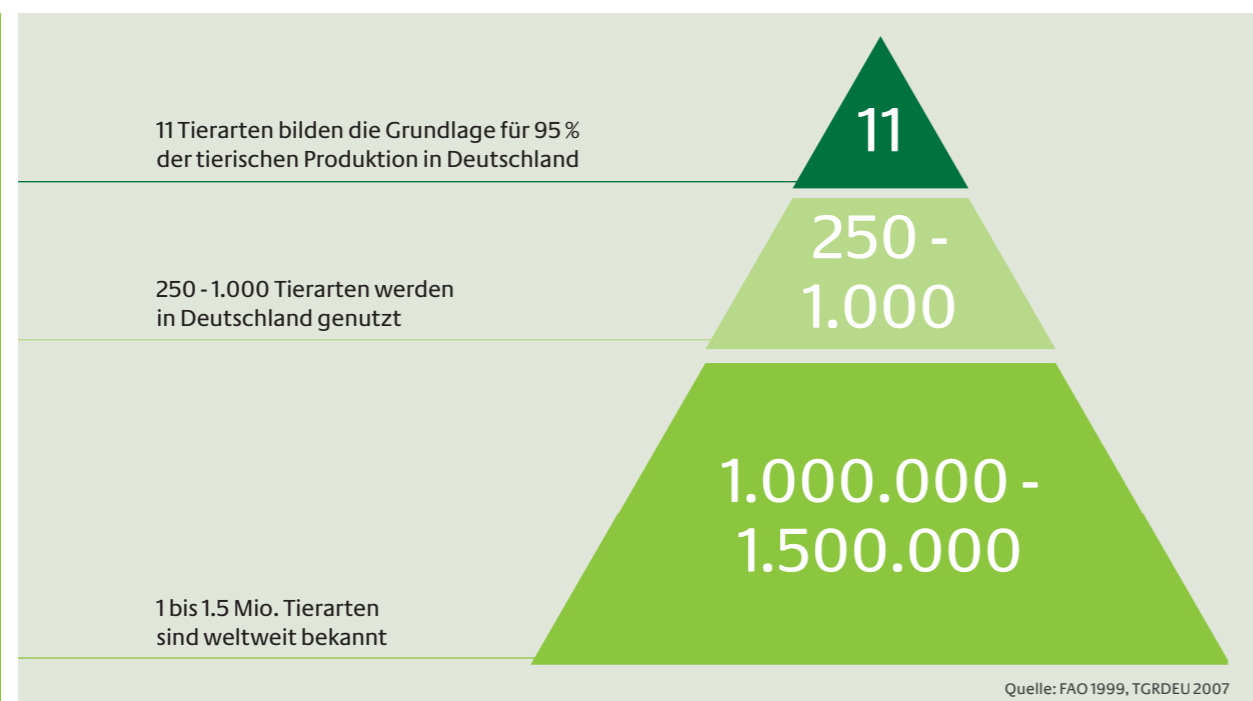 11 Tierarten bilden die Grundlage für 95 %
der tierischen Produktion in Deutschland
11
250 - 1.000 Tierarten werden
in Deutschland genutzt
250 -
1.000
1 bis 1.5 Mio. Tierarten
sind weltweit bekannt
1.000.000 -
1.500.000
Quelle: FAO 1999, TGRDEU 2007